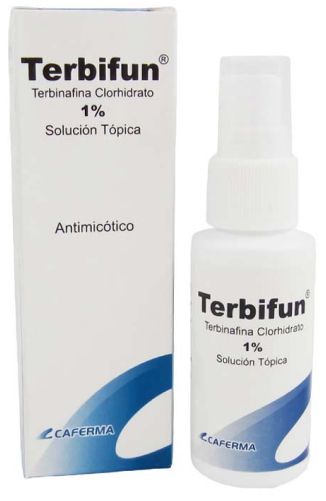 Terbifun®
Terbinafina Clorhidrato
1%
Solución Tópica
Antimicótico
CAFERMA
Terbifun®
Terbinafina Clorhidrato
1%
Solución Tópica
CAFERMA